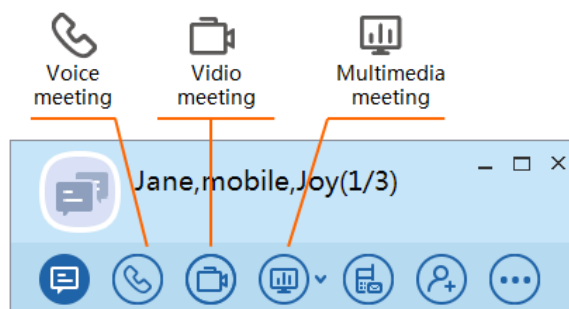 Voice
meeting
Vidio
meeting
Multimedia
meeting
Jane,mobile,Joy(1/3)